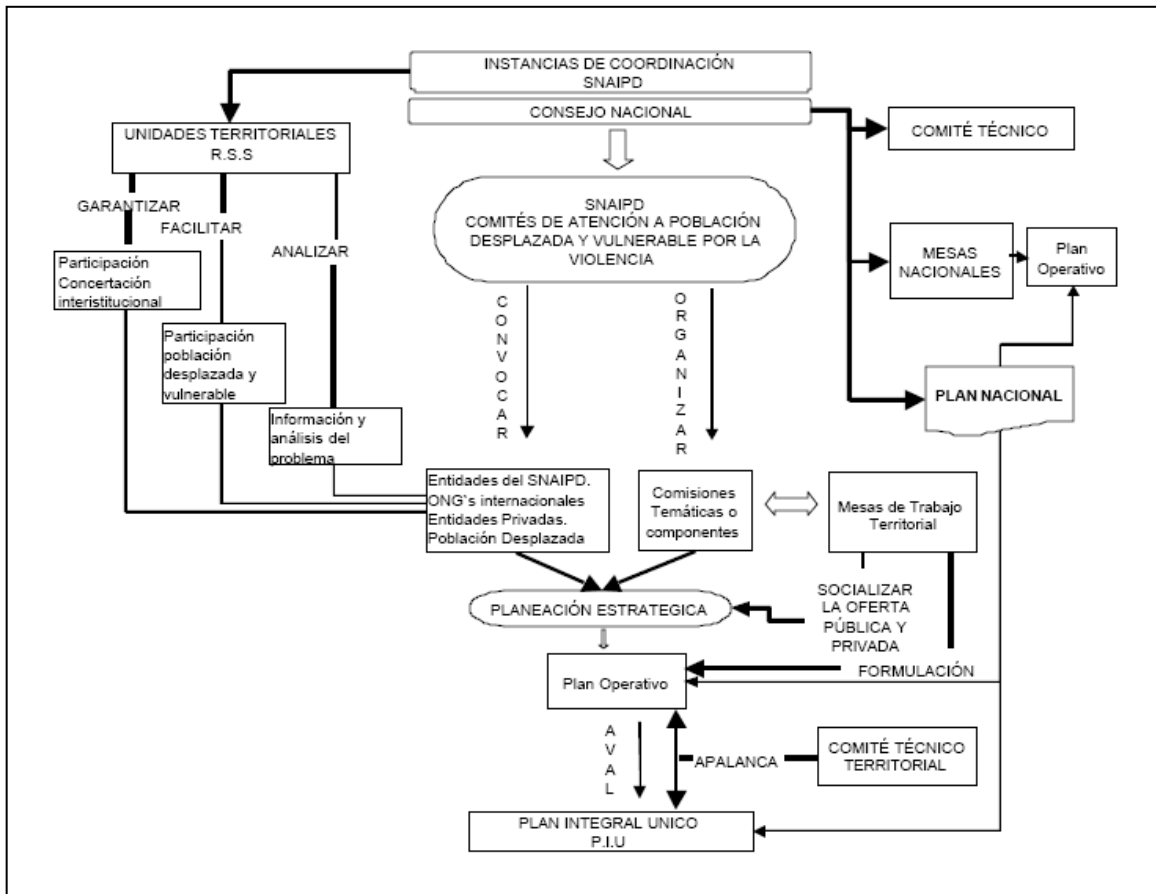 INSTANCIAS DE COORDINACIÓN
SNAIPD
CONSEJO NACIONAL
UNIDADES TERRITORIALES
R.S.S
COMITÉ TÉCNICO
GARANTIZAR
FACILITAR
ANALIZAR
SNAIPD
COMITÉS DE ATENCIÓN A POBLACIÓN
DESPLAZADA Y VULNERABLE POR LA
VIOLENCIA
MESAS
NACIONALES
Plan
Operativo
Participación
Concertación
interistitucional
Participación
población
desplazada y
vulnerable
Información y
análisis del
problema
CONVOCAR
ORGANIZAR
PLAN NACIONAL
Entidades del SNAIPD.
ONG`s internacionales
Entidades Privadas.
Población Desplazada
Comisiones
Temáticas o
componentes
Mesas de Trabajo
Territorial
PLANEACIÓN ESTRATEGICA
SOCIALIZAR
LA OFERTA
PÚBLICA Y
PRIVADA
FORMULACIÓN
Plan Operativo
AVAL
APALANCA
COMITÉ TÉCNICO
TERRITORIAL
PLAN INTEGRAL UNICO
P.I.U